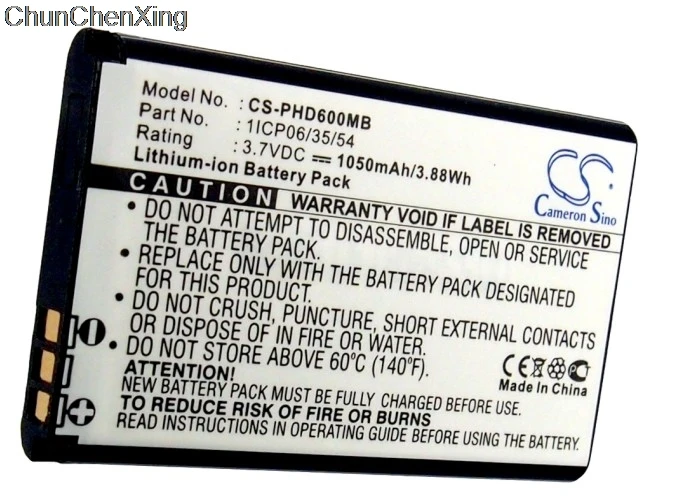 ChunChenXing
Model No. : CS-PHD600MB
Part No. : 1ICP06/35/54
Rating : 3.7VDC ⎓ 1050mAh/3.88Wh
Lithium-ion Battery Pack
CS
Cameron Sino
CAUTION: WARRANTY VOID IF LABEL IS REMOVED
• DO NOT ATTEMPT TO DISASSEMBLE, OPEN OR SERVICE
THE BATTERY PACK.
• REPLACE ONLY WITH THE BATTERY PACK DESIGNATED
FOR THIS PRODUCT.
• DO NOT CRUSH, PUNCTURE, SHORT EXTERNAL CONTACTS
OR DISPOSE OF IN FIRE OR WATER.
• DO NOT STORE ABOVE 60°C (140°F).
ATTENTION!
NEW BATTERY PACK MUST BE FULLY CHARGED BEFORE USE.
TO REDUCE RISK OF FIRE OR BURNS
READ INSTRUCTIONS IN DETAIL BEFORE USING BATTERY.
CE
Made In China